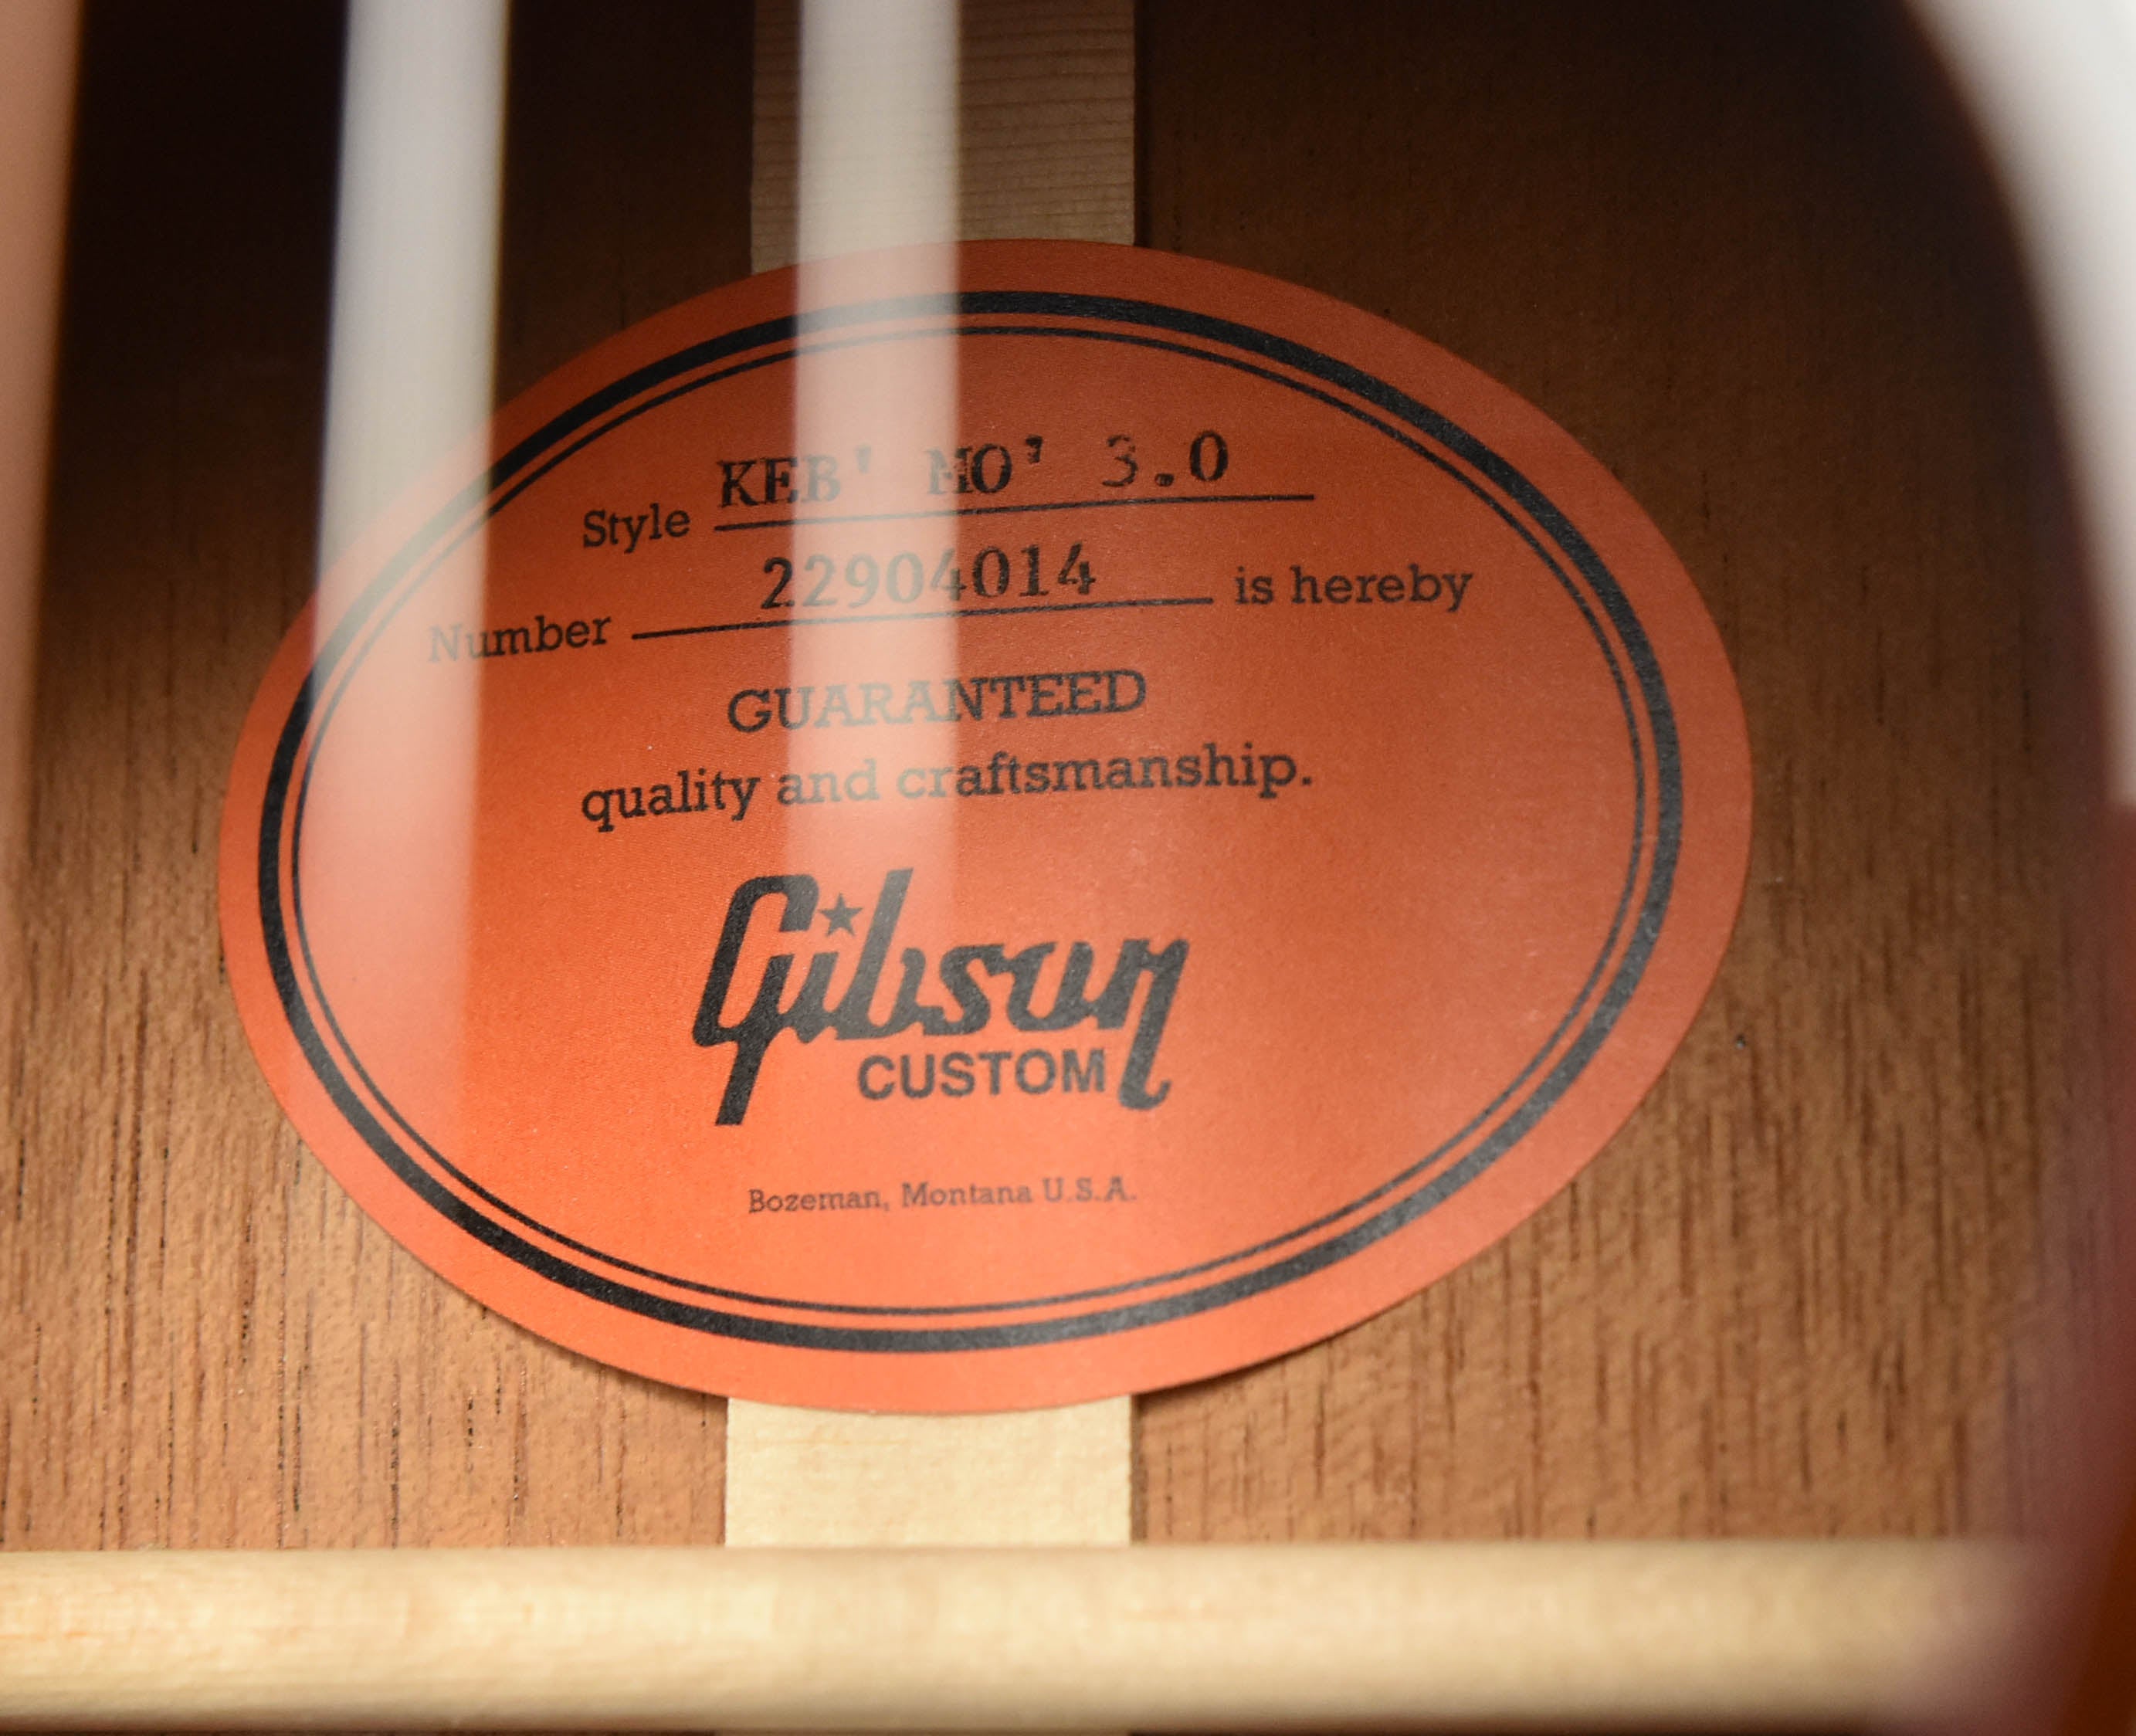 Style KEB' MO' 3.0
Number 22904014 is hereby
GUARANTEED
quality and craftsmanship.
Gibson
CUSTOM
Bozeman, Montana U.S.A.